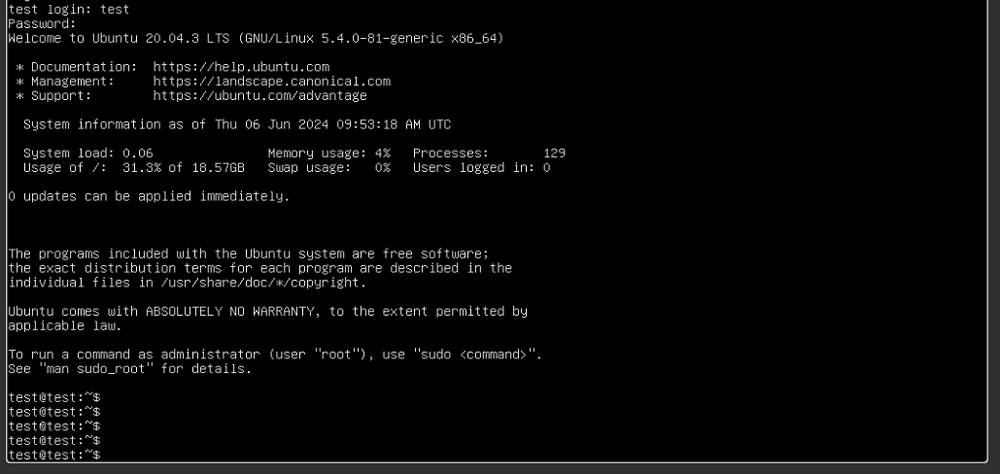 test login: test
Password:
Welcome to Ubuntu 20.04.3 LTS (GNU/Linux 5.4.0-81-generic x86_64)
* Documentation:  https://help.ubuntu.com
* Management:     https://landscape.canonical.com
* Support:        https://ubuntu.com/advantage
System information as of Thu 06 Jun 2024 09:53:18 AM UTC
System load: 0.06               Memory usage: 4%   Processes:       129
Usage of /:  31.3% of 18.57GB   Swap usage:   0%   Users logged in: 0
0 updates can be applied immediately.
The programs included with the Ubuntu system are free software;
the exact distribution terms for each program are described in the
individual files in /usr/share/doc/*/copyright.
Ubuntu comes with ABSOLUTELY NO WARRANTY, to the extent permitted by
applicable law.
To run a command as administrator (user "root"), use "sudo <command>".
See "man sudo_root" for details.
test@test:~$
test@test:~$
test@test:~$
test@test:~$
test@test:~$